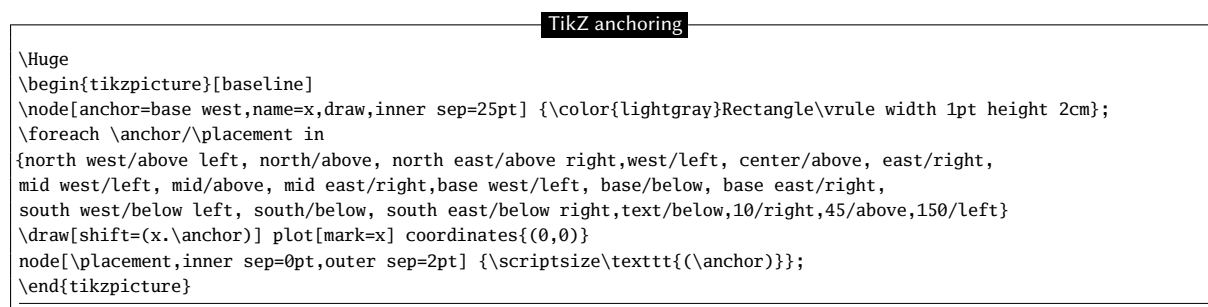 TikZ anchoring
\Huge
\begin{tikzpicture}[baseline]
\node[anchor=base west,name=x,draw,inner sep=25pt] {\color{lightgray}Rectangle\vrule width 1pt height 2cm};
\foreach \anchor/\placement in
{north west/above left, north/above, north east/above right,west/left, center/above, east/right,
mid west/left, mid/above, mid east/right,base west/left, base/below, base east/right,
south west/below left, south/below, south east/below right,text/below,10/right,45/above,150/left}
\draw[shift=(x.\anchor)] plot[mark=x] coordinates{(0,0)}
node[\placement,inner sep=0pt,outer sep=2pt] {\scriptsize\texttt{(\anchor)}};
\end{tikzpicture}